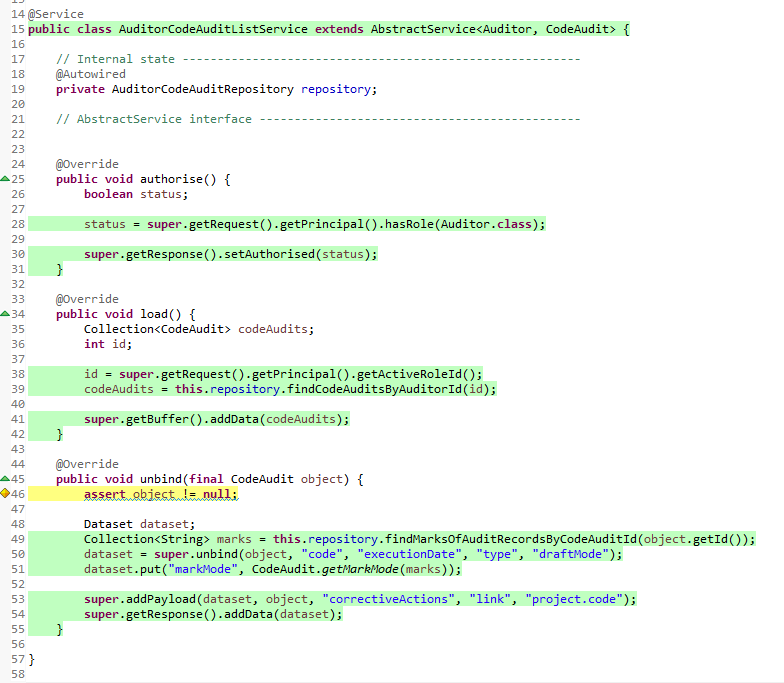 14 @Service
15 public class AuditorCodeAuditListService extends AbstractService<Auditor, CodeAudit> {
16
17     // Internal state ---------------------------------------------------------
18     @Autowired
19     private AuditorCodeAuditRepository repository;
20
21     // AbstractService interface ----------------------------------------------
22
23
24     @Override
25     public void authorise() {
26         boolean status;
27
28         status = super.getRequest().getPrincipal().hasRole(Auditor.class);
29
30         super.getResponse().setAuthorised(status);
31     }
32
33     @Override
34     public void load() {
35         Collection<CodeAudit> codeAudits;
36         int id;
37
38         id = super.getRequest().getPrincipal().getActiveRoleId();
39         codeAudits = this.repository.findCodeAuditsByAuditorId(id);
40
41         super.getBuffer().addData(codeAudits);
42     }
43
44     @Override
45     public void unbind(final CodeAudit object) {
46         assert object != null;
47
48         Dataset dataset;
49         Collection<String> marks = this.repository.findMarksOfAuditRecordsByCodeAuditId(object.getId());
50         dataset = super.unbind(object, "code", "executionDate", "type", "draftMode");
51         dataset.put("markMode", CodeAudit.getMarkMode(marks));
52
53         super.addPayload(dataset, object, "correctiveActions", "link", "project.code");
54         super.getResponse().addData(dataset);
55     }
56
57 }
58